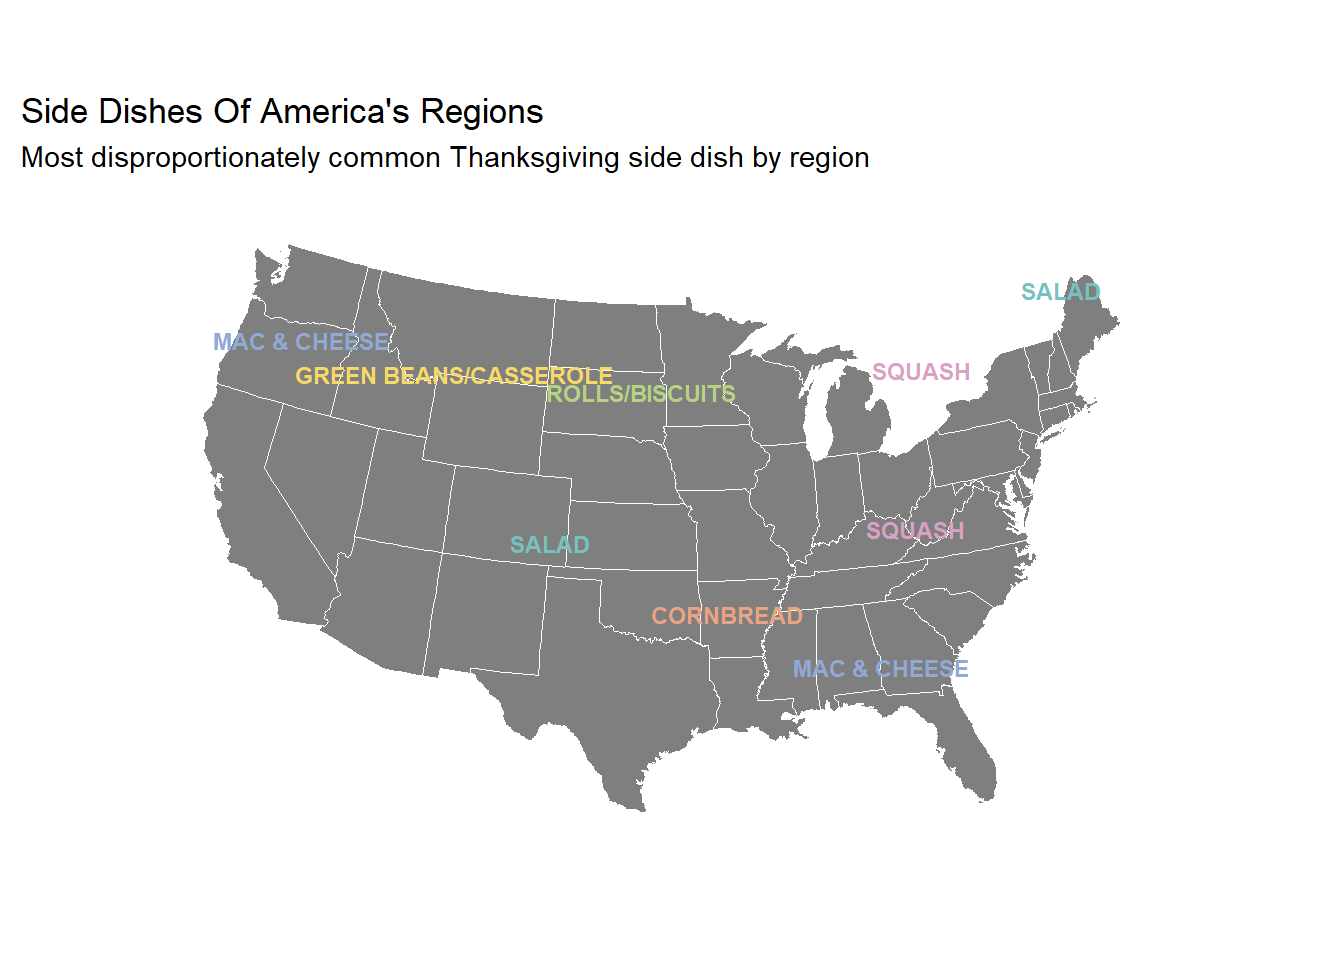 Side Dishes Of America's Regions
Most disproportionately common Thanksgiving side dish by region
SALAD
MAC & CHEESE
SQUASH
GREEN BEANS/CASSEROLE
ROLLS/BISCUITS
SQUASH
SALAD
CORNBREAD
MAC & CHEESE